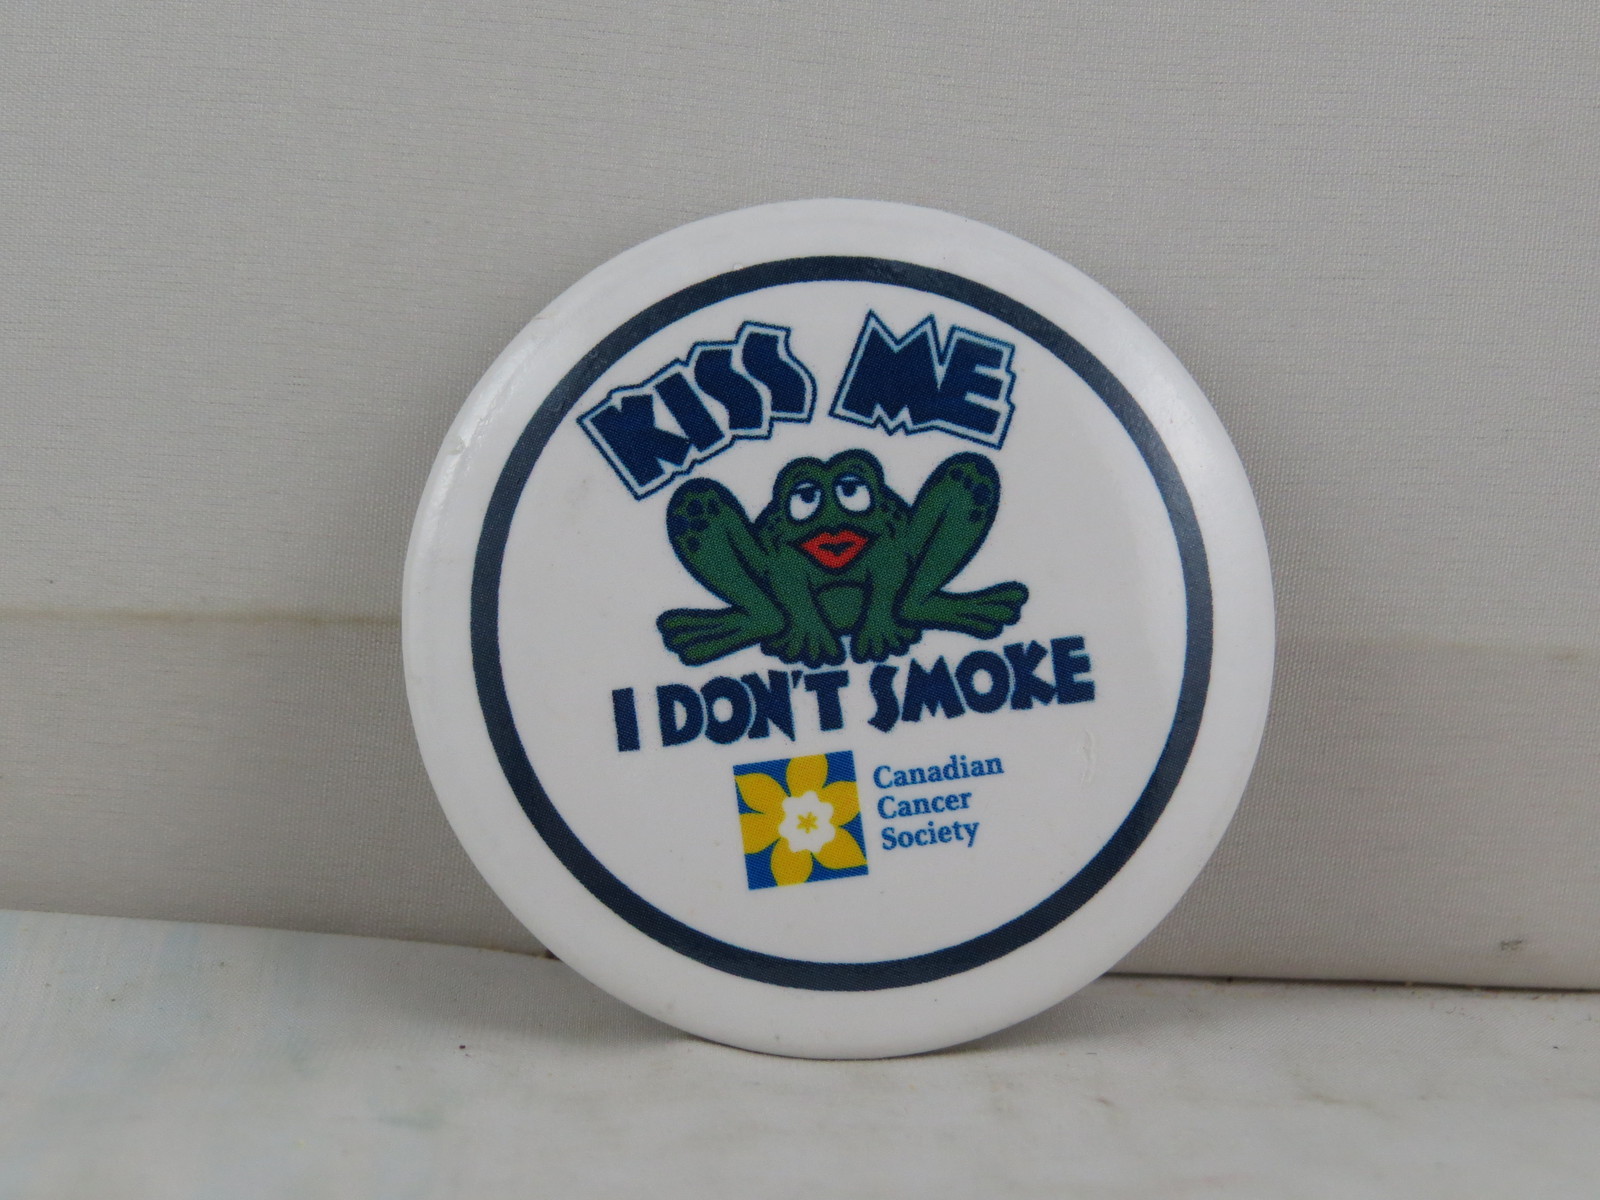 KISS ME
I DON'T SMOKE
Canadian
Cancer
Society